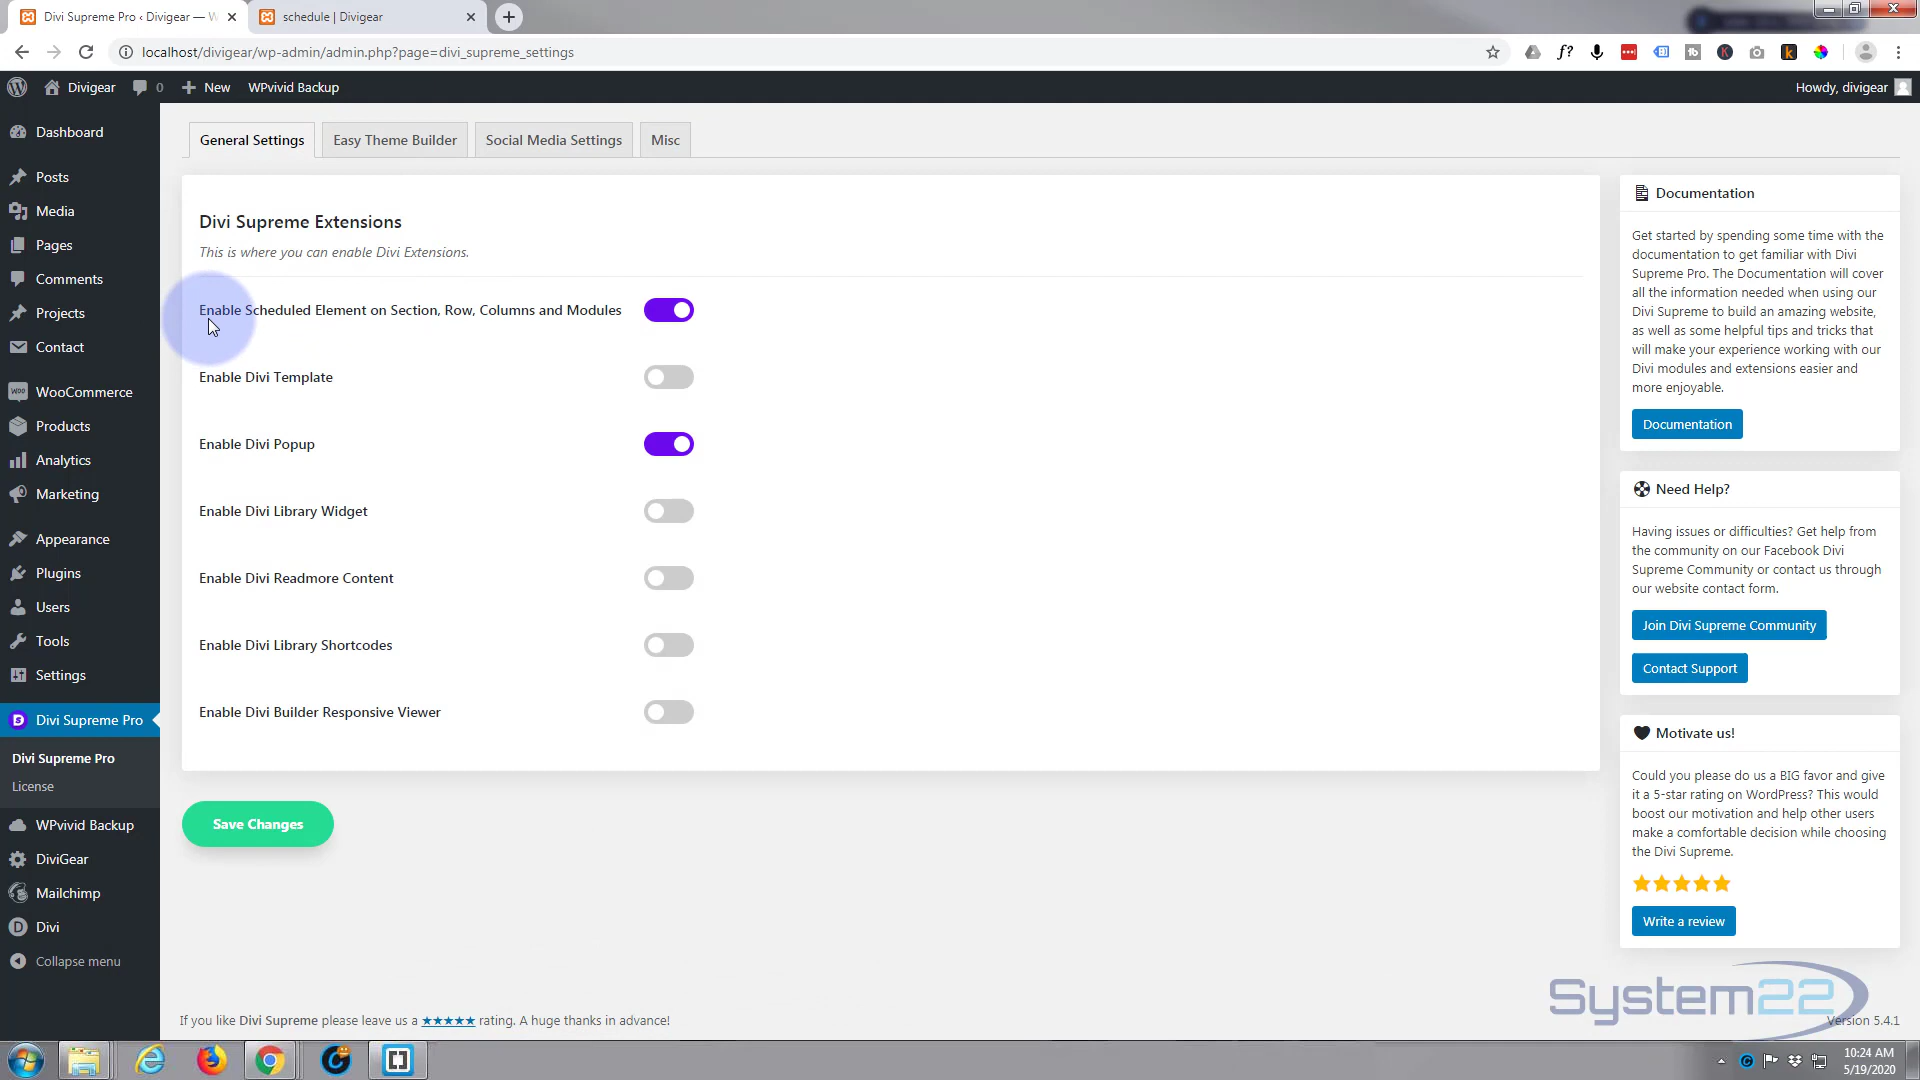 Divi Supreme Pro ‹ Divigear — W
schedule | Divigear
localhost/divigear/wp-admin/admin.php?page=divi_supreme_settings
Divigear
0
New
WPvivid Backup
Howdy, divigear
Dashboard
Posts
Media
Pages
Comments
Projects
Contact
WooCommerce
Products
Analytics
Marketing
Appearance
Plugins
Users
Tools
Settings
Divi Supreme Pro
Divi Supreme Pro
License
WPvivid Backup
DiviGear
Mailchimp
Divi
Collapse menu
General Settings
Easy Theme Builder
Social Media Settings
Misc
Divi Supreme Extensions
This is where you can enable Divi Extensions.
Enable Scheduled Element on Section, Row, Columns and Modules
Enable Divi Template
Enable Divi Popup
Enable Divi Library Widget
Enable Divi Readmore Content
Enable Divi Library Shortcodes
Enable Divi Builder Responsive Viewer
Save Changes
Documentation
Get started by spending some time with the
documentation to get familiar with Divi
Supreme Pro. The Documentation will cover
all the information needed when using our
Divi Supreme to build an amazing website,
as well as some helpful tips and tricks that
will make your experience working with our
Divi modules and extensions easier and
more enjoyable.
Documentation
Need Help?
Having issues or difficulties? Get help from
the community on our Facebook Divi
Supreme Community or contact us through
our website contact form.
Join Divi Supreme Community
Contact Support
Motivate us!
Could you please do us a BIG favor and give
it a 5-star rating on WordPress? This would
boost our motivation and help other users
make a comfortable decision while choosing
the Divi Supreme.
Write a review
System22
If you like Divi Supreme please leave us a ★★★★★ rating. A huge thanks in advance!
Version 5.4.1
10:24 AM
5/19/2020